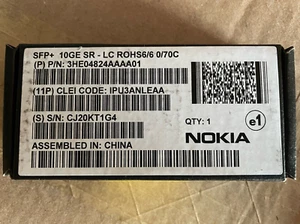 SFP+ 10GE SR - LC ROHS6/6 0/70C
(P) P/N: 3HE04824AAAA01
(11P) CLEI CODE: IPU3ANLEAA
(S) S/N: CJ20KT1G4
QTY: 1
e1
NOKIA
ASSEMBLED IN: CHINA